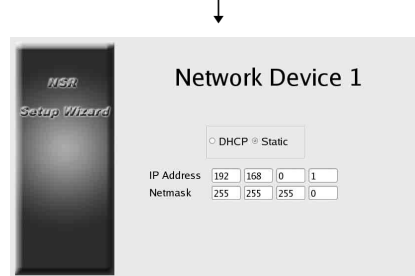 NSR
Setup Wizard
Network Device 1
DHCP Static
IP Address 192 168 0 1
Netmask 255 255 255 0